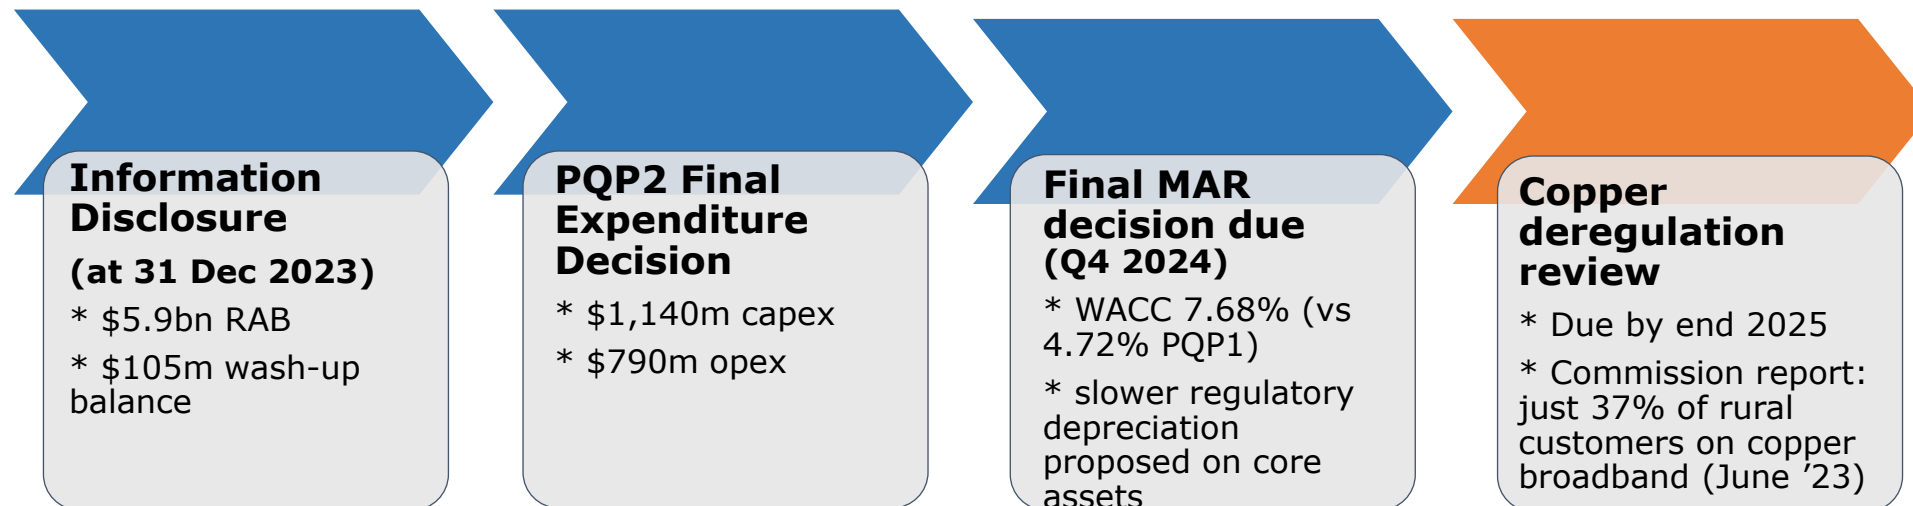 Information
Disclosure
(at 31 Dec 2023)
* $5.9bn RAB
* $105m wash-up
balance
PQP2 Final
Expenditure
Decision
* $1,140m capex
* $790m opex
Final MAR
decision due
(Q4 2024)
* WACC 7.68% (vs
4.72% PQP1)
* slower regulatory
depreciation
proposed on core
assets
Copper
deregulation
review
* Due by end 2025
* Commission report:
just 37% of rural
customers on copper
broadband (June ’23)